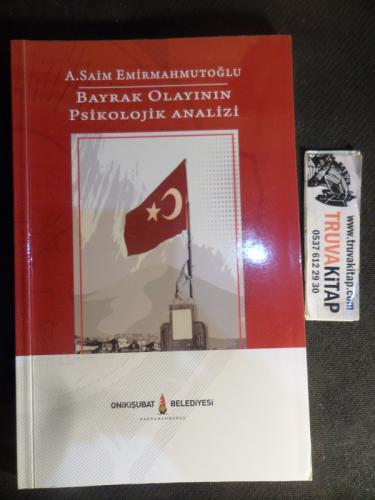 A.Saim Emirmahmutoğlu
Bayrak Olayının
Psikolojik Analizi
ONİKİŞUBAT BELEDİYESİ
KAHRAMANMARAŞ
www.truvakitap.com
TRUVAKİTAP
0537 612 29 30